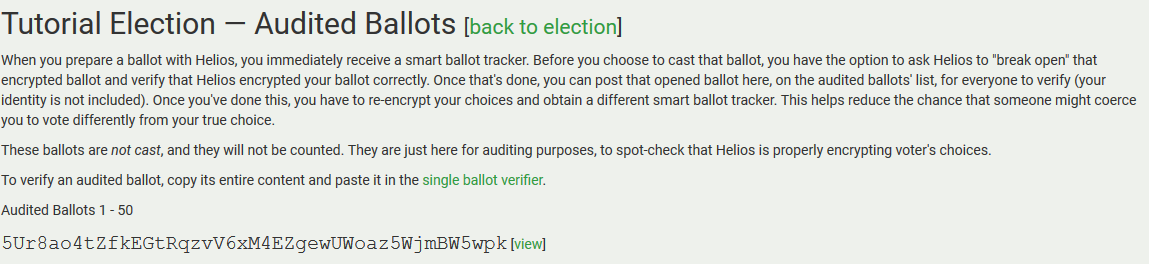 Tutorial Election — Audited Ballots [back to election]
When you prepare a ballot with Helios, you immediately receive a smart ballot tracker. Before you choose to cast that ballot, you have the option to ask Helios to "break open" that
encrypted ballot and verify that Helios encrypted your ballot correctly. Once that's done, you can post that opened ballot here, on the audited ballots' list, for everyone to verify (your
identity is not included). Once you've done this, you have to re-encrypt your choices and obtain a different smart ballot tracker. This helps reduce the chance that someone might coerce
you to vote differently from your true choice.
These ballots are not cast, and they will not be counted. They are just here for auditing purposes, to spot-check that Helios is properly encrypting voter's choices.
To verify an audited ballot, copy its entire content and paste it in the single ballot verifier.
Audited Ballots 1 - 50
5Ur8ao4tZfkEGtRqzvV6xM4EZgewUWoaz5WjmBW5wpk [view]